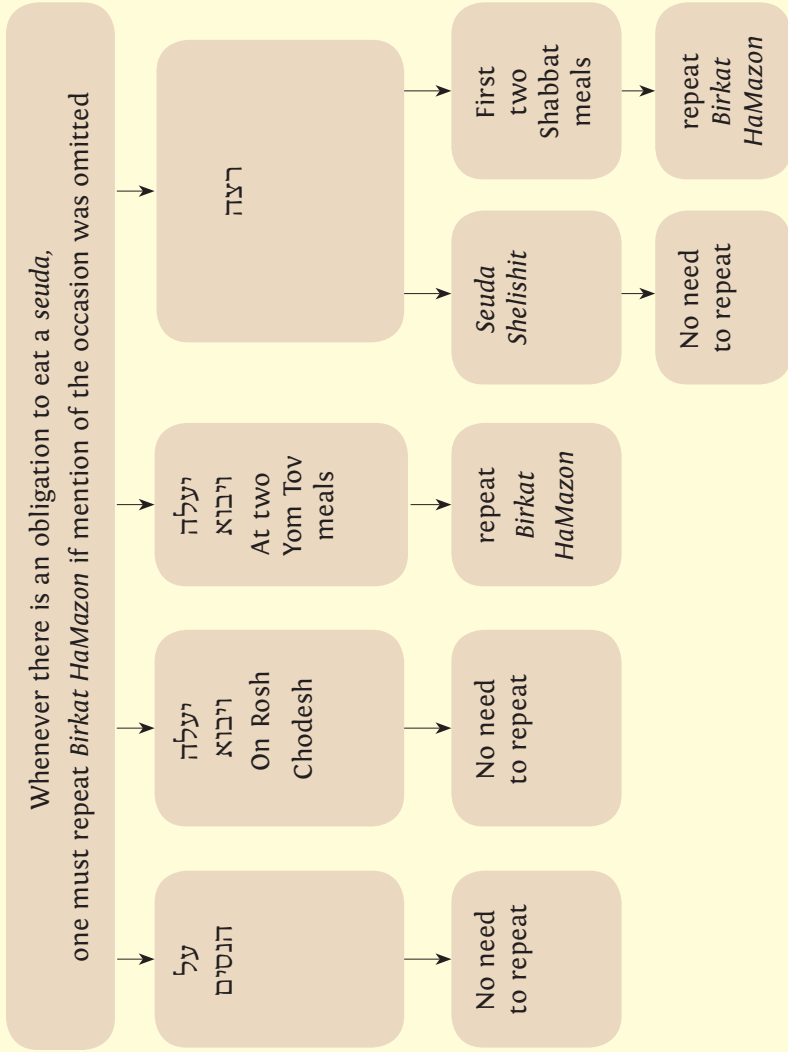 Whenever there is an obligation to eat a seuda,
one must repeat Birkat HaMazon if mention of the occasion was omitted
על
הנסים
No need
to repeat
יעלה
ויבוא
On Rosh
Chodesh
No need
to repeat
יעלה
ויבוא
At two
Yom Tov
meals
repeat
Birkat
HaMazon
רצה
Seuda
Shelishit
No need
to repeat
First
two
Shabbat
meals
repeat
Birkat
HaMazon